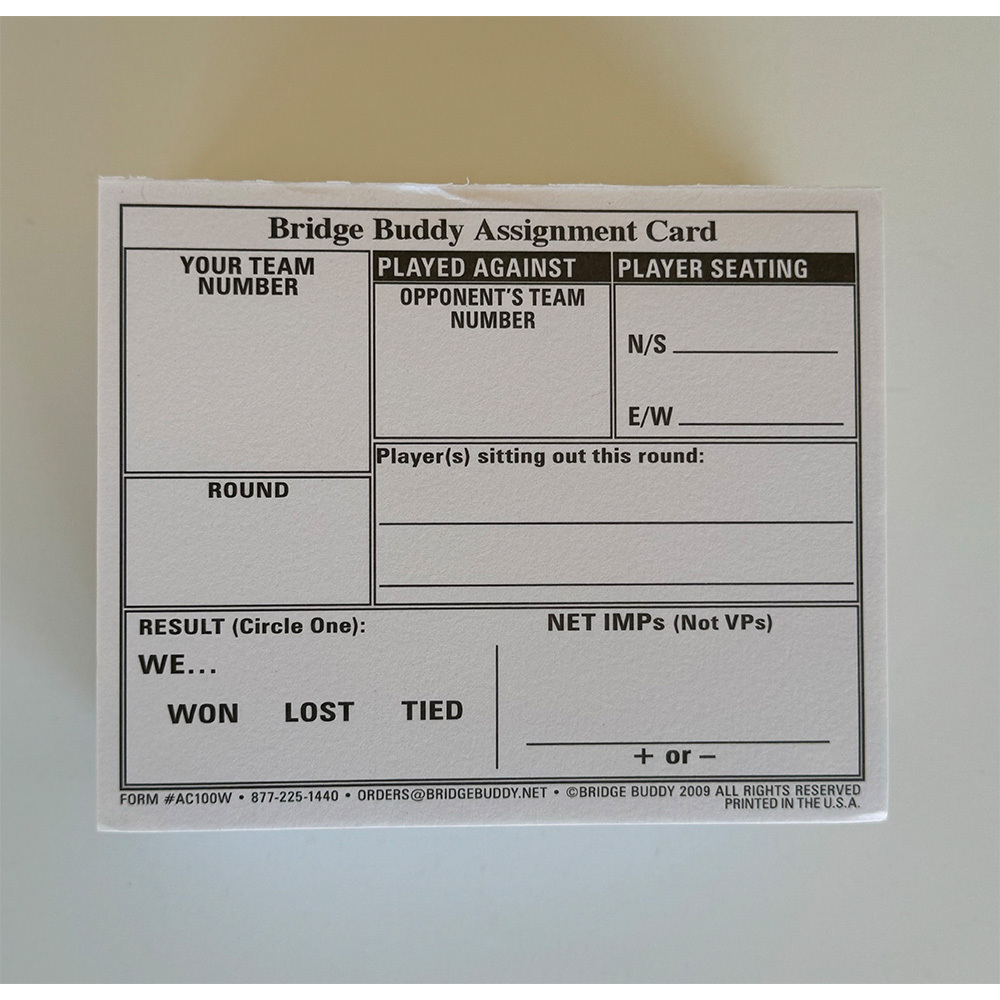 Bridge Buddy Assignment Card
YOUR TEAM
NUMBER
PLAYED AGAINST
OPPONENT'S TEAM
NUMBER
PLAYER SEATING
N/S
E/W
Player(s) sitting out this round:
ROUND
RESULT (Circle One):
WE...
WON LOST TIED
NET IMPs (Not VPs)
+ or –
FORM #AC100W • 877-225-1440 • ORDERS@BRIDGEBUDDY.NET • ©BRIDGE BUDDY 2009 ALL RIGHTS RESERVED
PRINTED IN THE U.S.A.